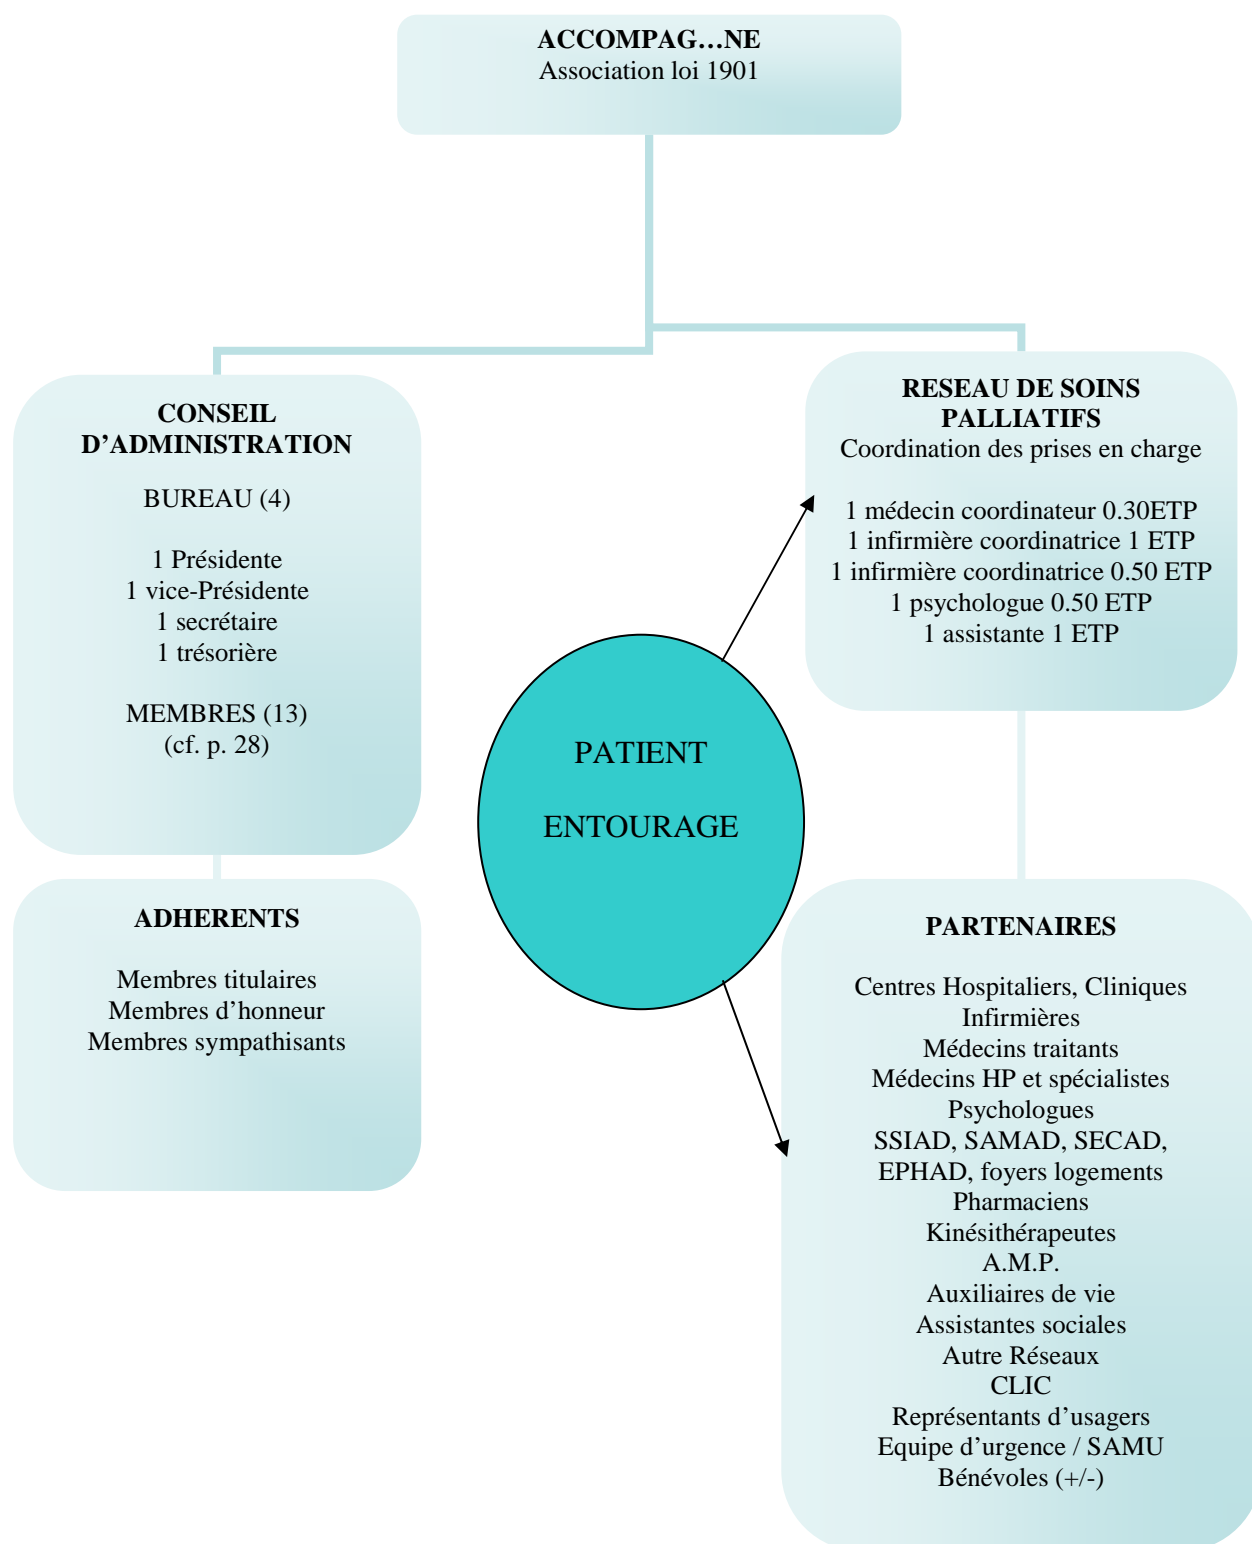 ACCOMPAG…NE
Association loi 1901
CONSEIL
D’ADMINISTRATION
BUREAU (4)
1 Présidente
1 vice-Présidente
1 secrétaire
1 trésorière
MEMBRES (13)
(cf. p. 28)
ADHERENTS
Membres titulaires
Membres d’honneur
Membres sympathisants
PATIENT
ENTOURAGE
RESEAU DE SOINS
PALLIATIFS
Coordination des prises en charge
1 médecin coordinateur 0.30ETP
1 infirmière coordinatrice 1 ETP
1 infirmière coordinatrice 0.50 ETP
1 psychologue 0.50 ETP
1 assistante 1 ETP
PARTENAIRES
Centres Hospitaliers, Cliniques
Infirmières
Médecins traitants
Médecins HP et spécialistes
Psychologues
SSIAD, SAMAD, SECAD,
EPHAD, foyers logements
Pharmaciens
Kinésithérapeutes
A.M.P.
Auxiliaires de vie
Assistantes sociales
Autre Réseaux
CLIC
Représentants d’usagers
Equipe d’urgence / SAMU
Bénévoles (+/-)